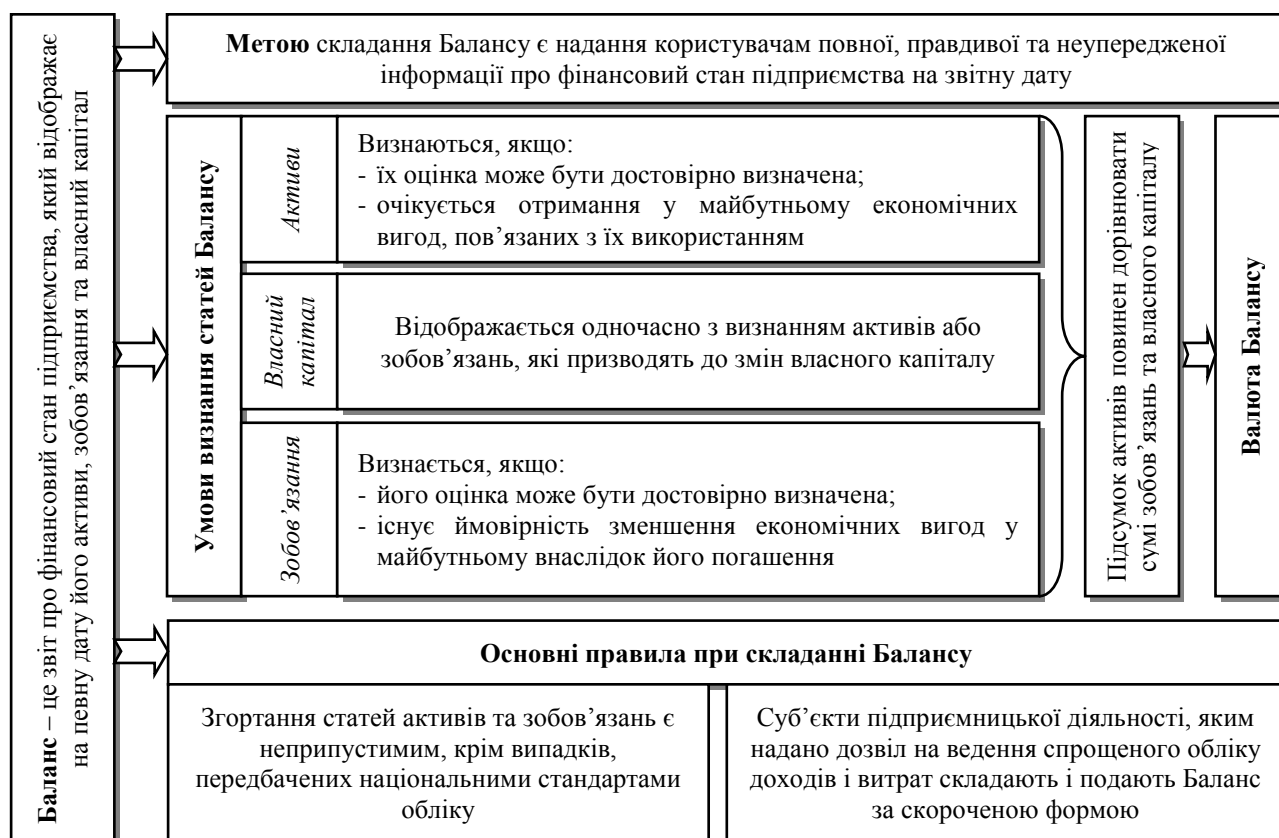 Баланс – це звіт про фінансовий стан підприємства, який відображає
на певну дату його активи, зобов’язання та власний капітал
Метою складання Балансу є надання користувачам повної, правдивої та неупередженої
інформації про фінансовий стан підприємства на звітну дату
Умови визнання статей Балансу
Активи
Визнаються, якщо:
- їх оцінка може бути достовірно визначена;
- очікується отримання у майбутньому економічних
вигод, пов’язаних з їх використанням
Власний
капітал
Відображається одночасно з визнанням активів або
зобов’язань, які призводять до змін власного капіталу
Зобов’язання
Визнається, якщо:
- його оцінка може бути достовірно визначена;
- існує ймовірність зменшення економічних вигод у
майбутньому внаслідок його погашення
Підсумок активів повинен дорівнювати
сумі зобов’язань та власного капіталу
Валюта Балансу
Основні правила при складанні Балансу
Згортання статей активів та зобов’язань є
неприпустимим, крім випадків,
передбачених національними стандартами
обліку
Суб’єкти підприємницької діяльності, яким
надано дозвіл на ведення спрощеного обліку
доходів і витрат складають і подають Баланс
за скороченою формою